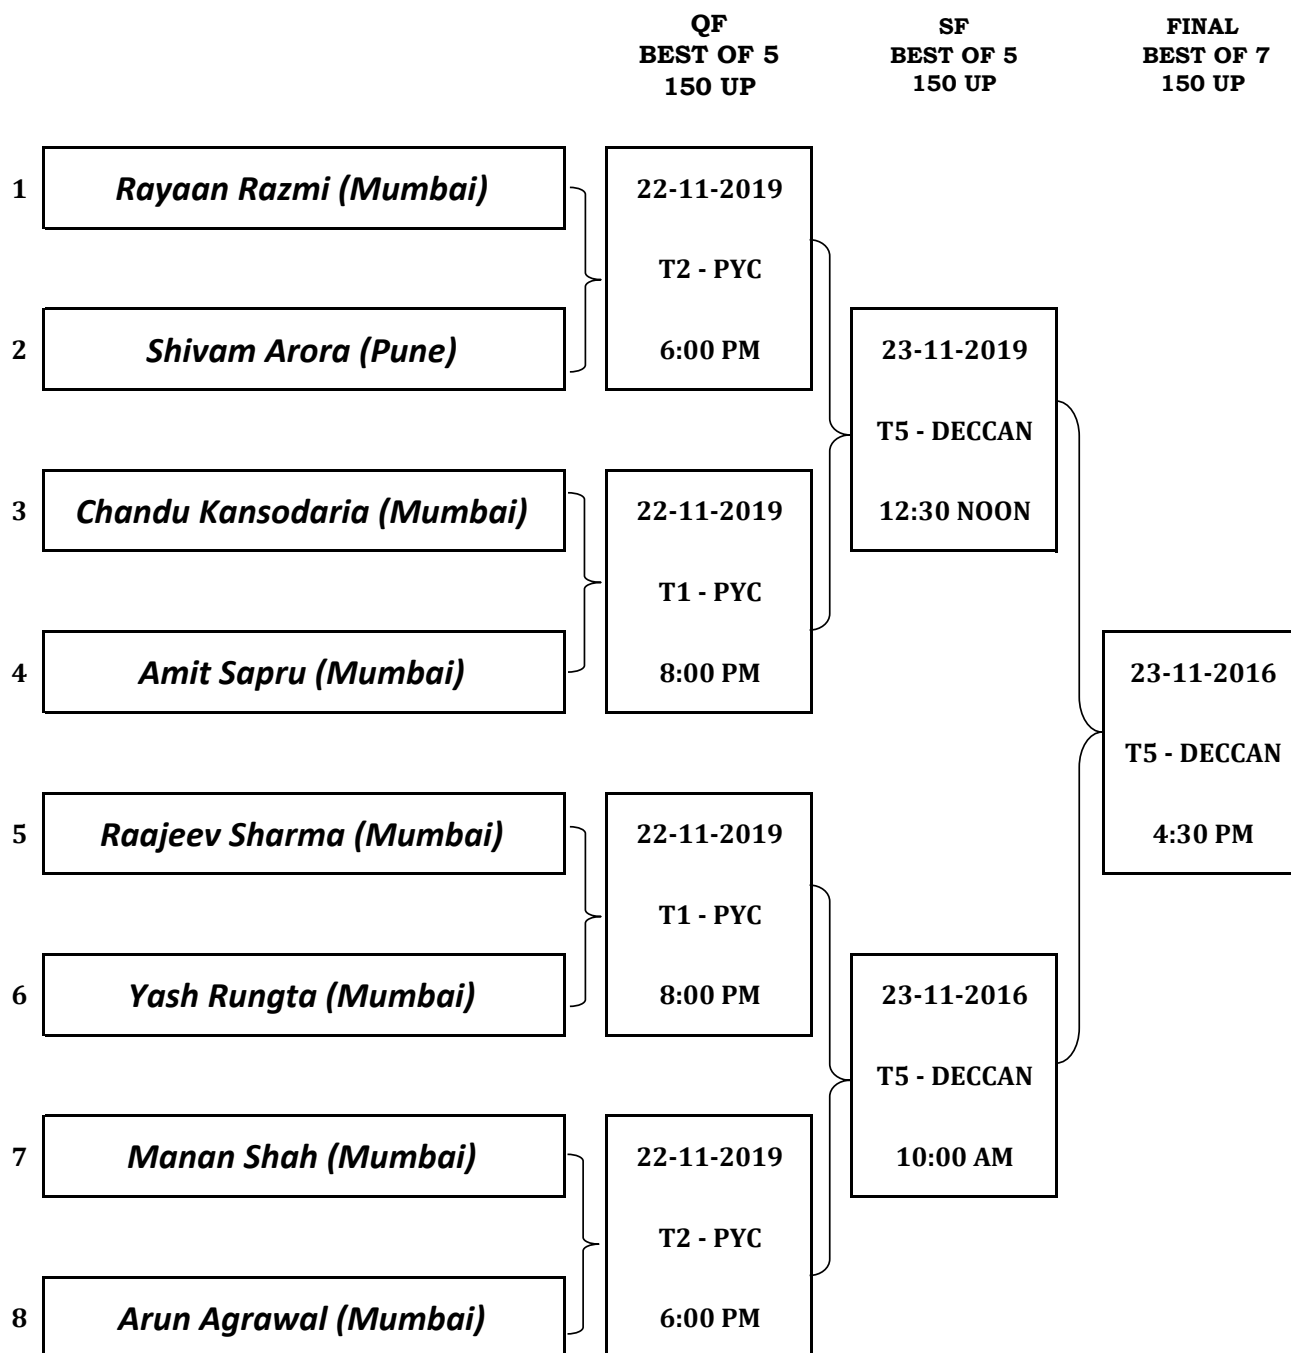 QF
BEST OF 5
150 UP
SF
BEST OF 5
150 UP
FINAL
BEST OF 7
150 UP
1
Rayaan Razmi (Mumbai)
22-11-2019
T2 - PYC
2
Shivam Arora (Pune)
6:00 PM
23-11-2019
T5 - DECCAN
3
Chandu Kansodaria (Mumbai)
22-11-2019
12:30 NOON
T1 - PYC
4
Amit Sapru (Mumbai)
8:00 PM
23-11-2016
T5 - DECCAN
5
Raajeev Sharma (Mumbai)
22-11-2019
4:30 PM
T1 - PYC
6
Yash Rungta (Mumbai)
8:00 PM
23-11-2016
T5 - DECCAN
7
Manan Shah (Mumbai)
22-11-2019
10:00 AM
T2 - PYC
8
Arun Agrawal (Mumbai)
6:00 PM